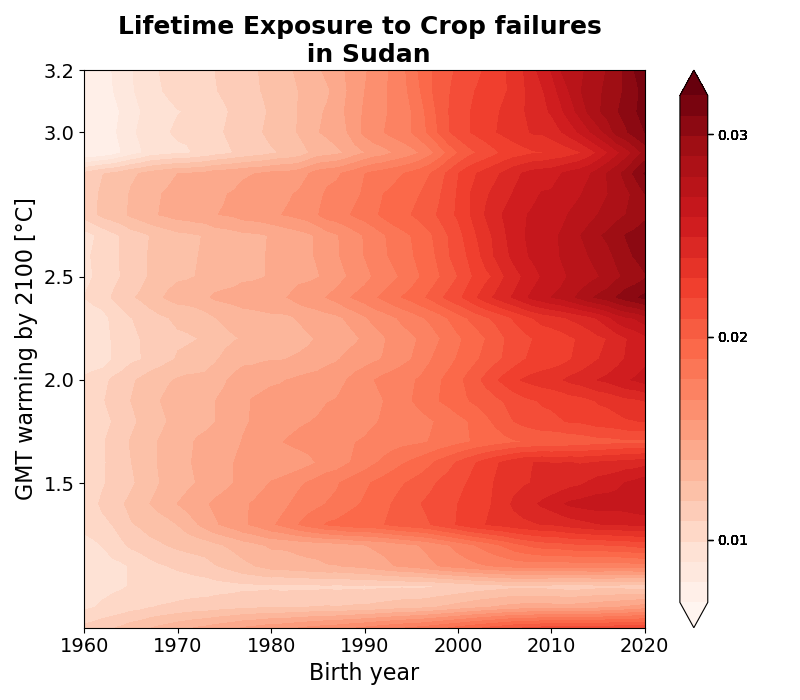 Lifetime Exposure to Crop failures
in Sudan
GMT warming by 2100 [°C]
3.2
3.0
2.5
2.0
1.5
1960 1970 1980 1990 2000 2010 2020
Birth year
0.03
0.02
0.01